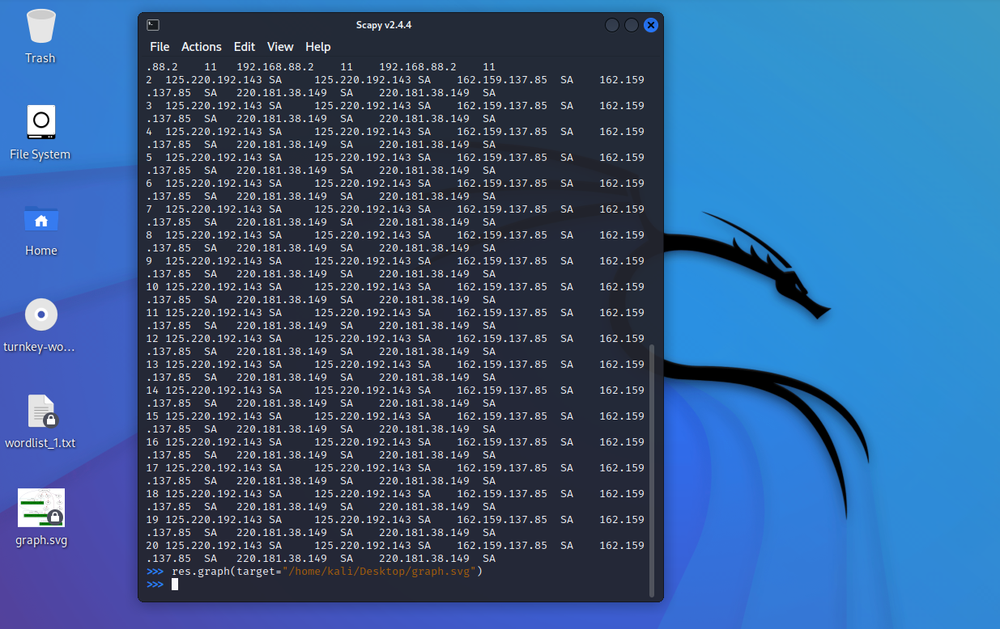 Trash
File System
Home
turnkey-wo...
wordlist_1.txt
graph.svg
Scapy v2.4.4
File Actions Edit View Help
.88.2 11 192.168.88.2 11 192.168.88.2 11
2 125.220.192.143 SA 125.220.192.143 SA 162.159.137.85 SA 162.159
.137.85 SA 220.181.38.149 SA 220.181.38.149 SA
3 125.220.192.143 SA 125.220.192.143 SA 162.159.137.85 SA 162.159
.137.85 SA 220.181.38.149 SA 220.181.38.149 SA
4 125.220.192.143 SA 125.220.192.143 SA 162.159.137.85 SA 162.159
.137.85 SA 220.181.38.149 SA 220.181.38.149 SA
5 125.220.192.143 SA 125.220.192.143 SA 162.159.137.85 SA 162.159
.137.85 SA 220.181.38.149 SA 220.181.38.149 SA
6 125.220.192.143 SA 125.220.192.143 SA 162.159.137.85 SA 162.159
.137.85 SA 220.181.38.149 SA 220.181.38.149 SA
7 125.220.192.143 SA 125.220.192.143 SA 162.159.137.85 SA 162.159
.137.85 SA 220.181.38.149 SA 220.181.38.149 SA
8 125.220.192.143 SA 125.220.192.143 SA 162.159.137.85 SA 162.159
.137.85 SA 220.181.38.149 SA 220.181.38.149 SA
9 125.220.192.143 SA 125.220.192.143 SA 162.159.137.85 SA 162.159
.137.85 SA 220.181.38.149 SA 220.181.38.149 SA
10 125.220.192.143 SA 125.220.192.143 SA 162.159.137.85 SA 162.159
.137.85 SA 220.181.38.149 SA 220.181.38.149 SA
11 125.220.192.143 SA 125.220.192.143 SA 162.159.137.85 SA 162.159
.137.85 SA 220.181.38.149 SA 220.181.38.149 SA
12 125.220.192.143 SA 125.220.192.143 SA 162.159.137.85 SA 162.159
.137.85 SA 220.181.38.149 SA 220.181.38.149 SA
13 125.220.192.143 SA 125.220.192.143 SA 162.159.137.85 SA 162.159
.137.85 SA 220.181.38.149 SA 220.181.38.149 SA
14 125.220.192.143 SA 125.220.192.143 SA 162.159.137.85 SA 162.159
.137.85 SA 220.181.38.149 SA 220.181.38.149 SA
15 125.220.192.143 SA 125.220.192.143 SA 162.159.137.85 SA 162.159
.137.85 SA 220.181.38.149 SA 220.181.38.149 SA
16 125.220.192.143 SA 125.220.192.143 SA 162.159.137.85 SA 162.159
.137.85 SA 220.181.38.149 SA 220.181.38.149 SA
17 125.220.192.143 SA 125.220.192.143 SA 162.159.137.85 SA 162.159
.137.85 SA 220.181.38.149 SA 220.181.38.149 SA
18 125.220.192.143 SA 125.220.192.143 SA 162.159.137.85 SA 162.159
.137.85 SA 220.181.38.149 SA 220.181.38.149 SA
19 125.220.192.143 SA 125.220.192.143 SA 162.159.137.85 SA 162.159
.137.85 SA 220.181.38.149 SA 220.181.38.149 SA
20 125.220.192.143 SA 125.220.192.143 SA 162.159.137.85 SA 162.159
.137.85 SA 220.181.38.149 SA 220.181.38.149 SA
>>> res.graph(target="/home/kali/Desktop/graph.svg")
>>>